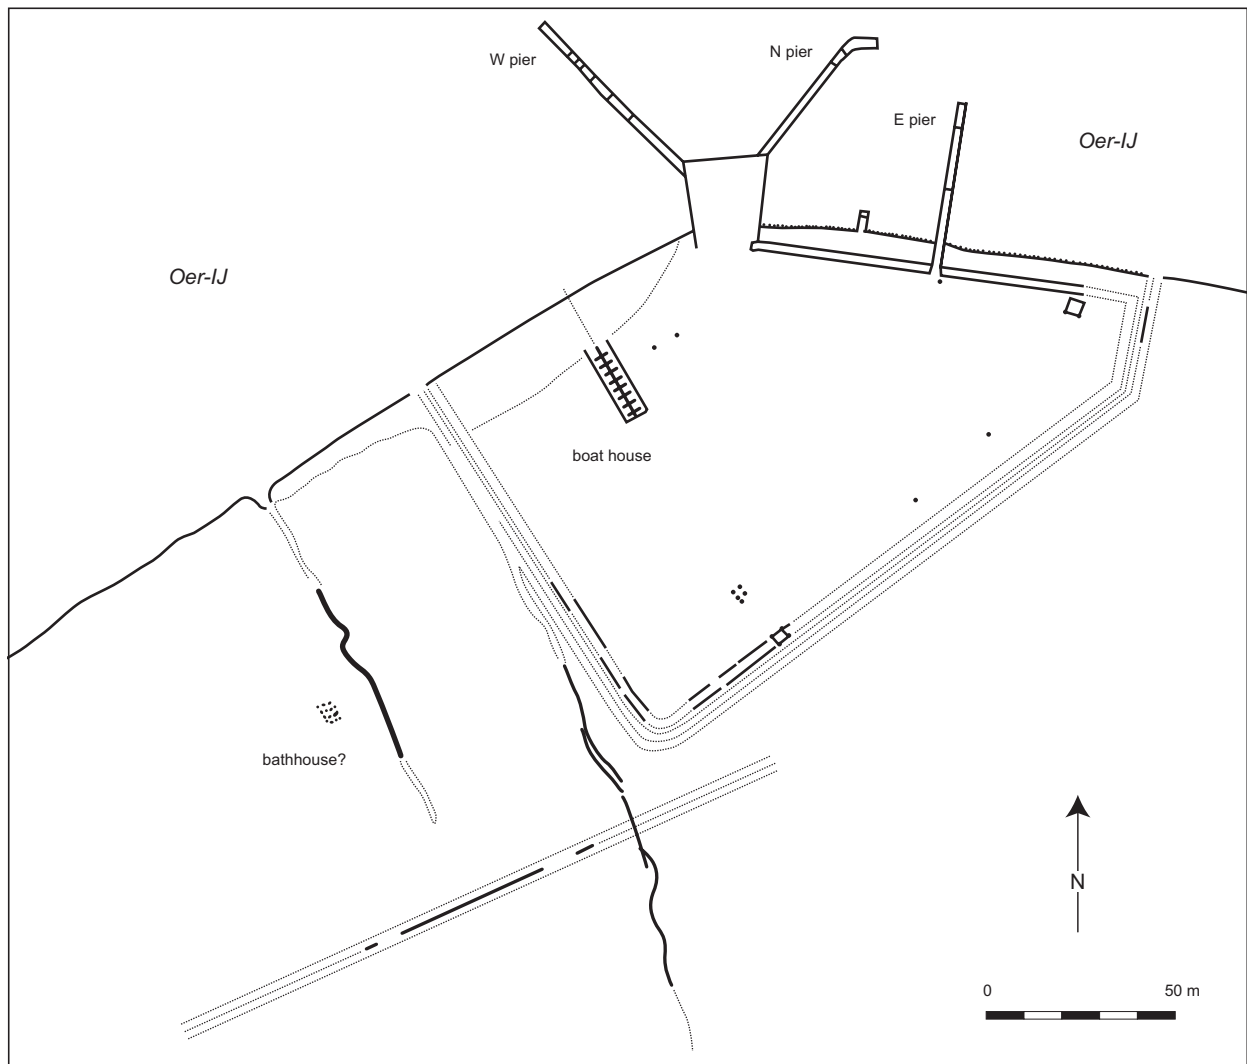 W pier
N pier
E pier
Oer-IJ
Oer-IJ
boat house
bathhouse?
N
0 50 m